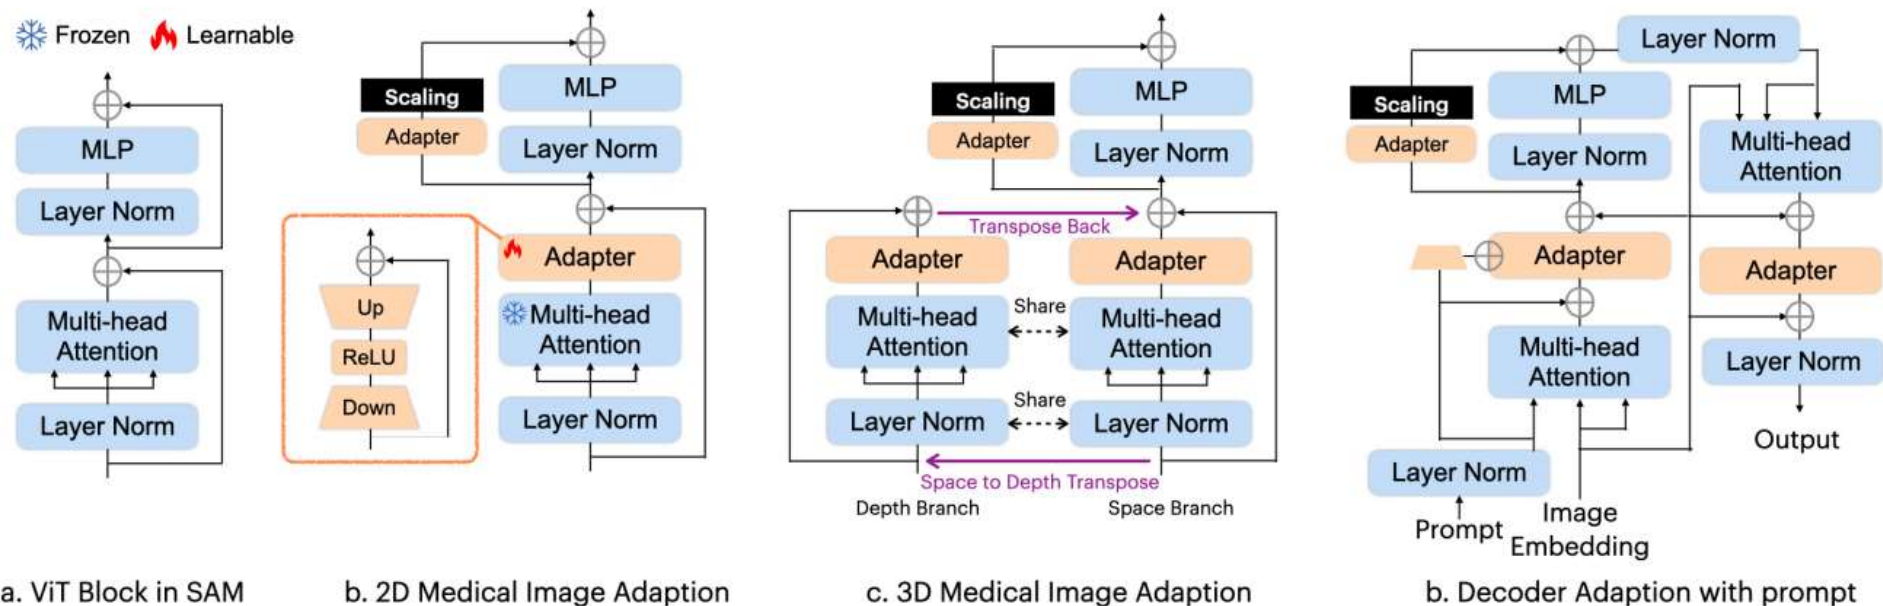 Frozen Learnable
MLP
Layer Norm
Multi-head
Attention
Layer Norm
a. ViT Block in SAM
Scaling
Adapter
MLP
Layer Norm
Adapter
Multi-head
Attention
Layer Norm
Up
ReLU
Down
b. 2D Medical Image Adaption
Scaling
Adapter
MLP
Layer Norm
Transpose Back
Adapter
Adapter
Multi-head
Attention
Share
Multi-head
Attention
Layer Norm
Share
Layer Norm
Space to Depth Transpose
Depth Branch
Space Branch
c. 3D Medical Image Adaption
Layer Norm
Scaling
Adapter
MLP
Layer Norm
Multi-head
Attention
Adapter
Adapter
Multi-head
Attention
Layer Norm
Output
Layer Norm
Prompt
Image
Embedding
b. Decoder Adaption with prompt